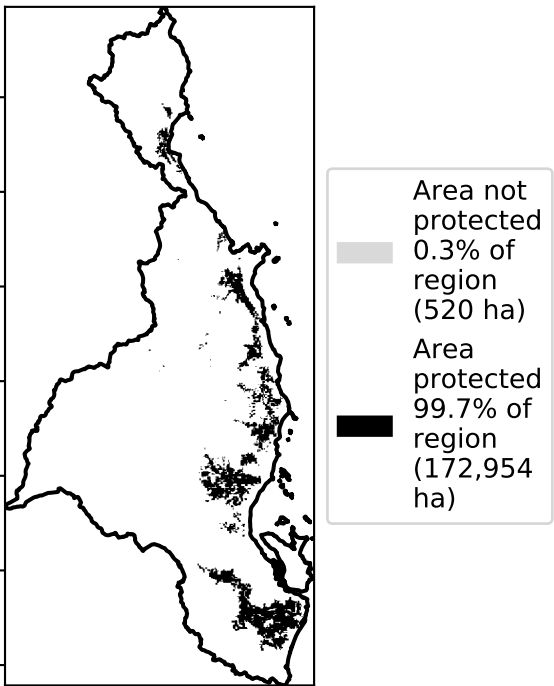 Area not
protected
0.3% of
region
(520 ha)
Area
protected
99.7% of
region
(172,954
ha)